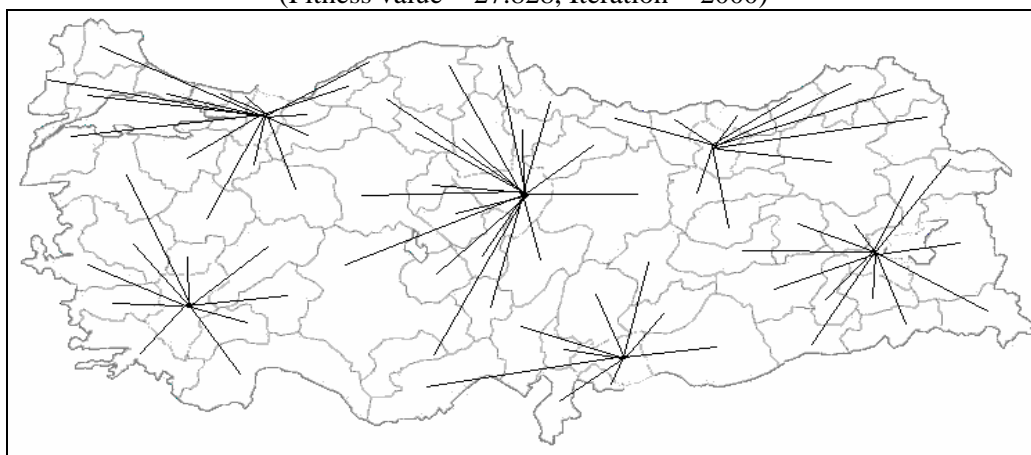 (Fitness Value = 27.828, Iteration = 2000)